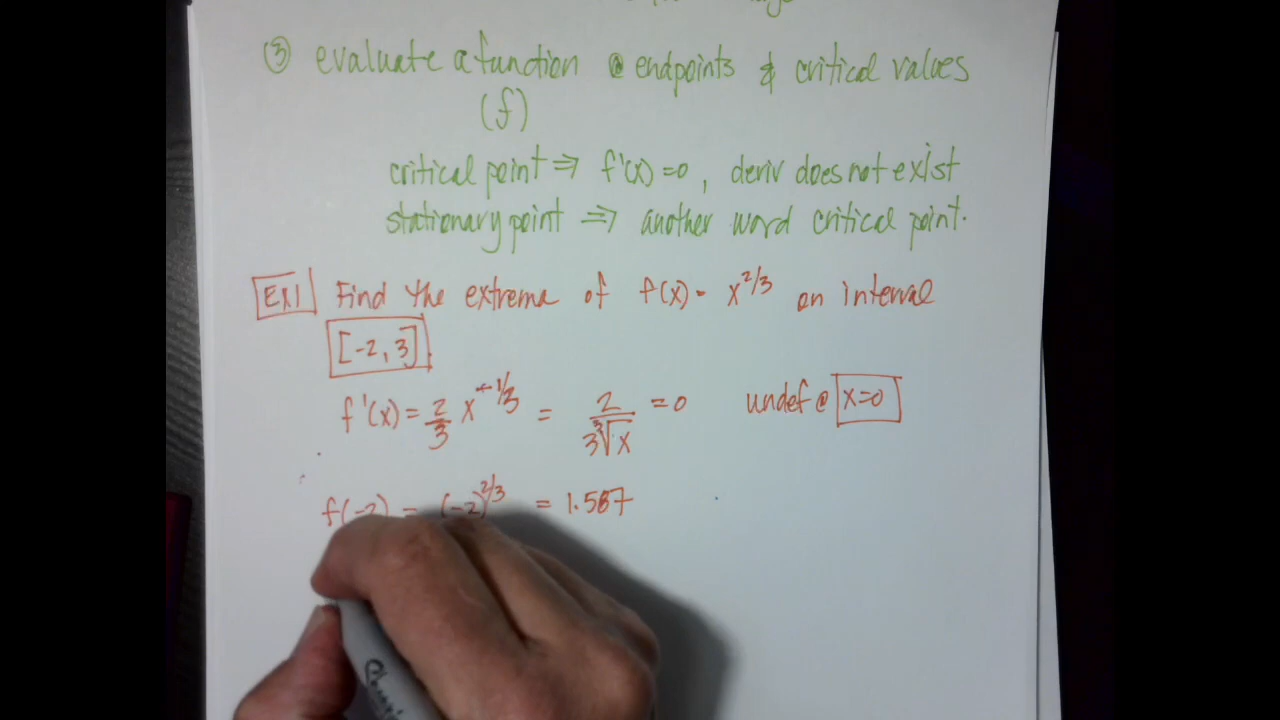 ③ evaluate a function @ endpoints & critical values
(f)
critical point ⇒ f'(x)=0, deriv does not exist
stationary point ⇒ another word critical point.
EX1 Find the extrema of f(x) = x^{2/3} on interval
[-2, 3].
f'(x) = 2/3 x^{-1/3} = 2/(3∛x) = 0 undef @ x=0
f(-2) = (-2)^{2/3} = 1.587